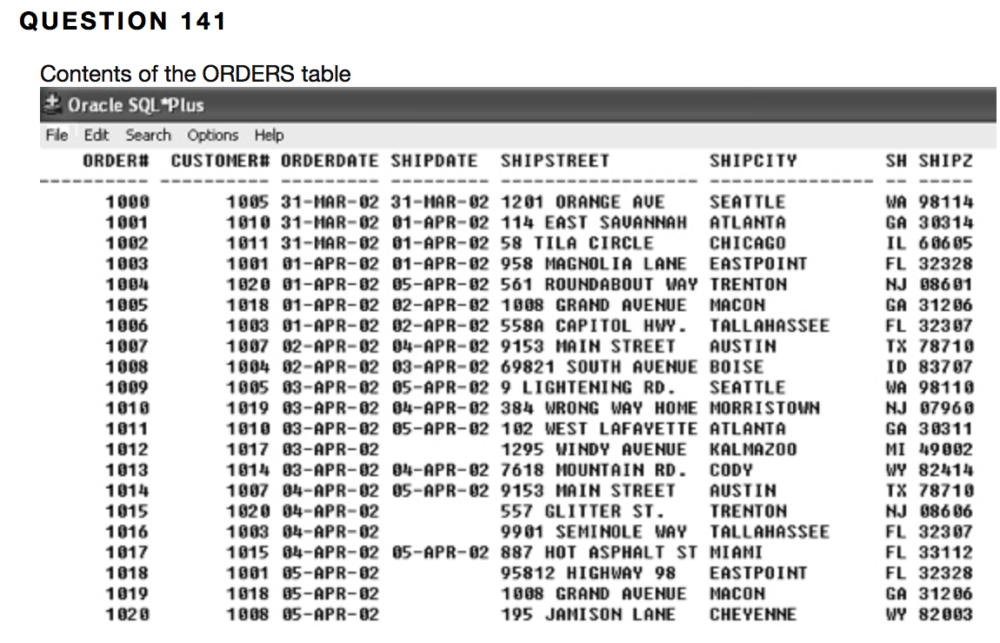 QUESTION 141
Contents of the ORDERS table
Oracle SQL*Plus
File Edit Search Options Help
ORDER# CUSTOMER# ORDERDATE SHIPDATE SHIPSTREET SHIPCITY SH SHIPZ
---------- ---------- --------- --------- ------------------ --------------- -- -----
1000 1005 31-MAR-02 31-MAR-02 1201 ORANGE AVE SEATTLE WA 98114
1001 1010 31-MAR-02 01-APR-02 114 EAST SAVANNAH ATLANTA GA 30314
1002 1011 31-MAR-02 01-APR-02 58 TILA CIRCLE CHICAGO IL 60605
1003 1001 01-APR-02 01-APR-02 958 MAGNOLIA LANE EASTPOINT FL 32328
1004 1020 01-APR-02 05-APR-02 561 ROUNDABOUT WAY TRENTON NJ 08601
1005 1018 01-APR-02 02-APR-02 1008 GRAND AVENUE MACON GA 31206
1006 1003 01-APR-02 02-APR-02 558A CAPITOL HWY. TALLAHASSEE FL 32307
1007 1007 02-APR-02 04-APR-02 9153 MAIN STREET AUSTIN TX 78710
1008 1004 02-APR-02 03-APR-02 69821 SOUTH AVENUE BOISE ID 83707
1009 1005 03-APR-02 05-APR-02 9 LIGHTENING RD. SEATTLE WA 98110
1010 1019 03-APR-02 04-APR-02 384 WRONG WAY HOME MORRISTOWN NJ 07960
1011 1010 03-APR-02 05-APR-02 102 WEST LAFAYETTE ATLANTA GA 30311
1012 1017 03-APR-02 1295 WINDY AVENUE KALMAZOO MI 49002
1013 1014 03-APR-02 04-APR-02 7618 MOUNTAIN RD. CODY WY 82414
1014 1007 04-APR-02 05-APR-02 9153 MAIN STREET AUSTIN TX 78710
1015 1020 04-APR-02 557 GLITTER ST. TRENTON NJ 08606
1016 1003 04-APR-02 9901 SEMINOLE WAY TALLAHASSEE FL 32307
1017 1015 04-APR-02 05-APR-02 887 HOT ASPHALT ST MIAMI FL 33112
1018 1001 05-APR-02 95812 HIGHWAY 98 EASTPOINT FL 32328
1019 1018 05-APR-02 1008 GRAND AVENUE MACON GA 31206
1020 1008 05-APR-02 195 JAMISON LANE CHEYENNE WY 82003